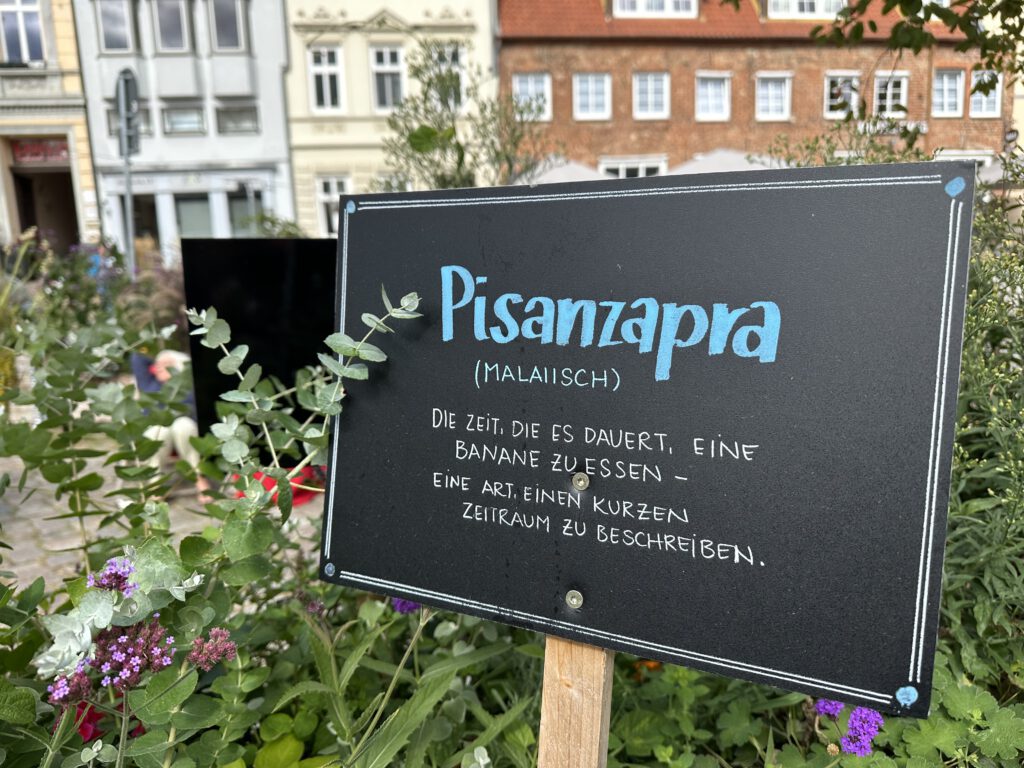 Pisanzapra
(MALAIISCH)
DIE ZEIT, DIE ES DAUERT, EINE
BANANE ZU ESSEN –
EINE ART, EINEN KURZEN
ZEITRAUM ZU BESCHREIBEN.